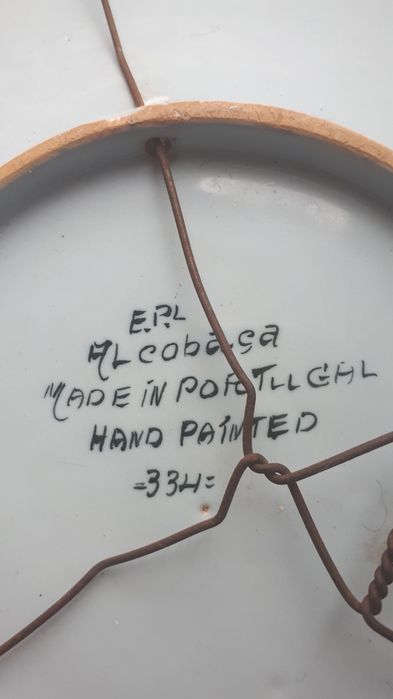 E.P.L
ALcobaça
MADE iN PORTUGAL
HAND PAiNTED
=334=